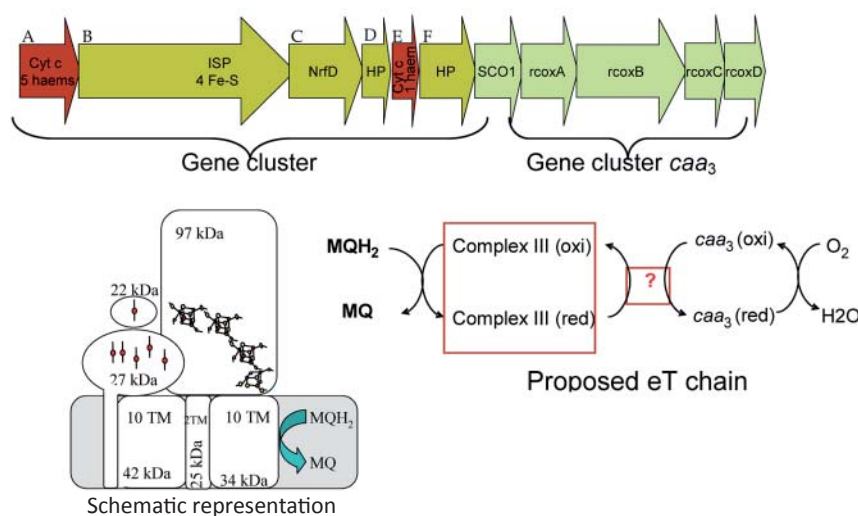 A B C D E F
Cyt c
5 haems
ISP
4 Fe-S
NrfD
HP
Cyt c
1 haem
HP
SCO1
rcoxA
rcoxB
rcoxC
rcoxD
Gene cluster
Gene cluster caa3
97 kDa
22 kDa
27 kDa
10 TM
2TM
10 TM
42 kDa
25 kDa
34 kDa
MQH2
MQ
Schematic representation
MQH2
Complex III (oxi)
?
caa3 (oxi)
O2
MQ
Complex III (red)
caa3 (red)
H2O
Proposed eT chain